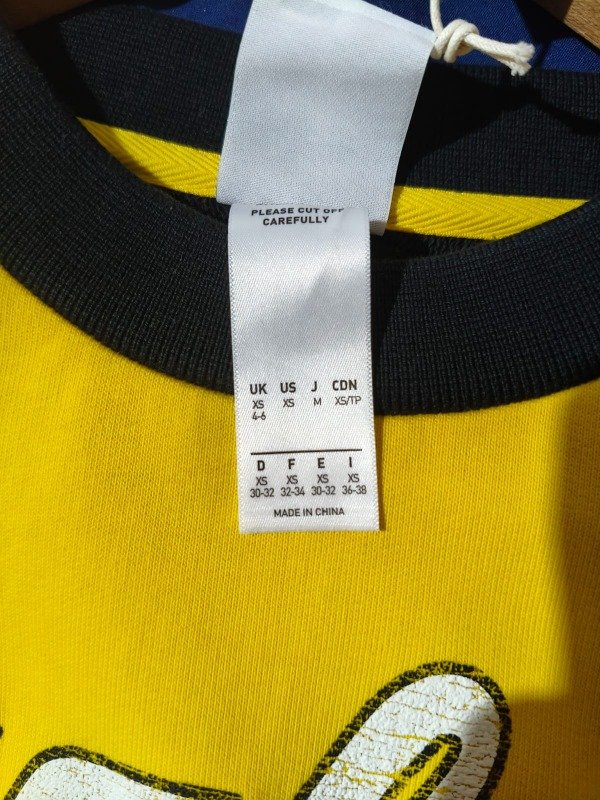 PLEASE CUT OFF
CAREFULLY
UK US J CDN
XS XS M XS/TP
4-6
D F E I
XS XS XS XS
30-32 32-34 30-32 36-38
MADE IN CHINA